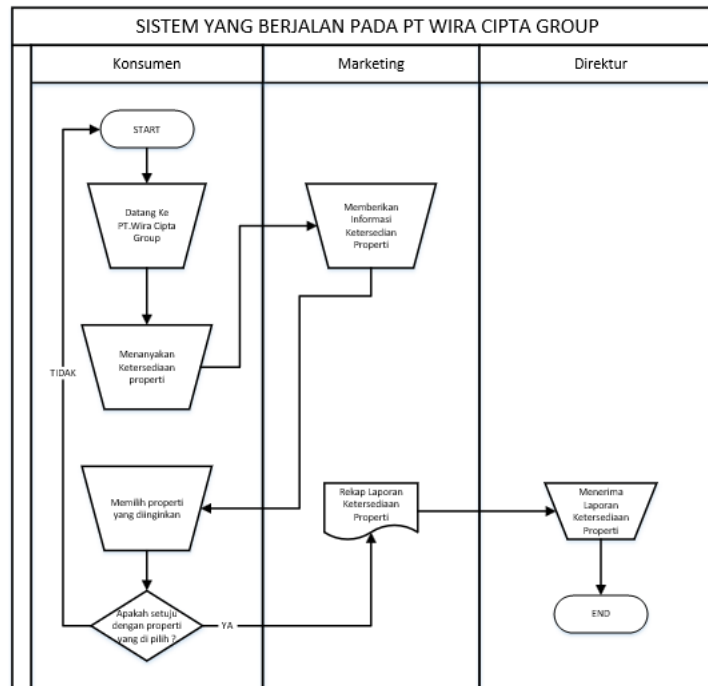 SISTEM YANG BERJALAN PADA PT WIRA CIPTA GROUP
Konsumen
Marketing
Direktur
START
Datang Ke
PT.Wira Cipta
Group
Memberikan
Informasi
Ketersedian
Properti
Menanyakan
Ketersediaan
properti
TIDAK
Memilih properti
yang diinginkan
Rekap Laporan
Ketersediaan
Properti
Menerima
Laporan
Ketersediaan
Properti
Apakah setuju
dengan properti
yang di pilih ?
YA
END